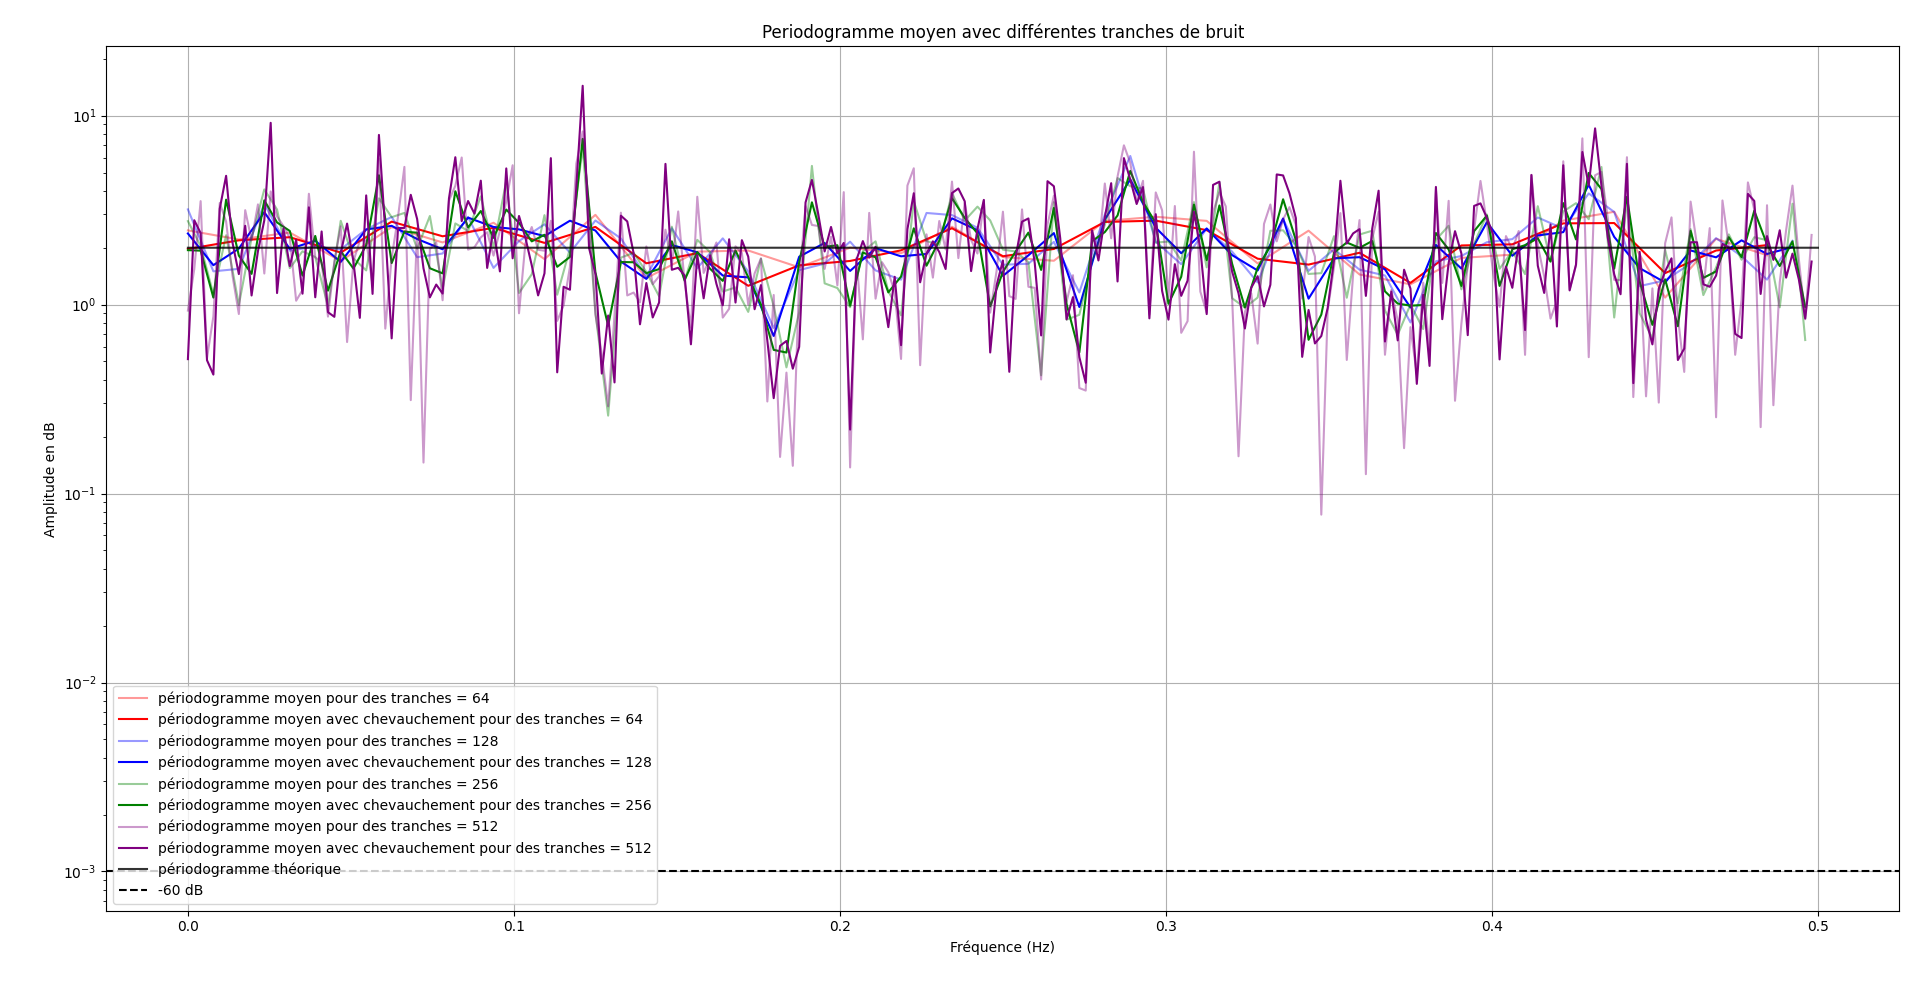 Periodogramme moyen avec différentes tranches de bruit
Amplitude en dB
10¹
10⁰
10⁻¹
10⁻²
10⁻³
périodogramme moyen pour des tranches = 64
périodogramme moyen avec chevauchement pour des tranches = 64
périodogramme moyen pour des tranches = 128
périodogramme moyen avec chevauchement pour des tranches = 128
périodogramme moyen pour des tranches = 256
périodogramme moyen avec chevauchement pour des tranches = 256
périodogramme moyen pour des tranches = 512
périodogramme moyen avec chevauchement pour des tranches = 512
périodogramme théorique
-60 dB
0.0 0.1 0.2 0.3 0.4 0.5
Fréquence (Hz)